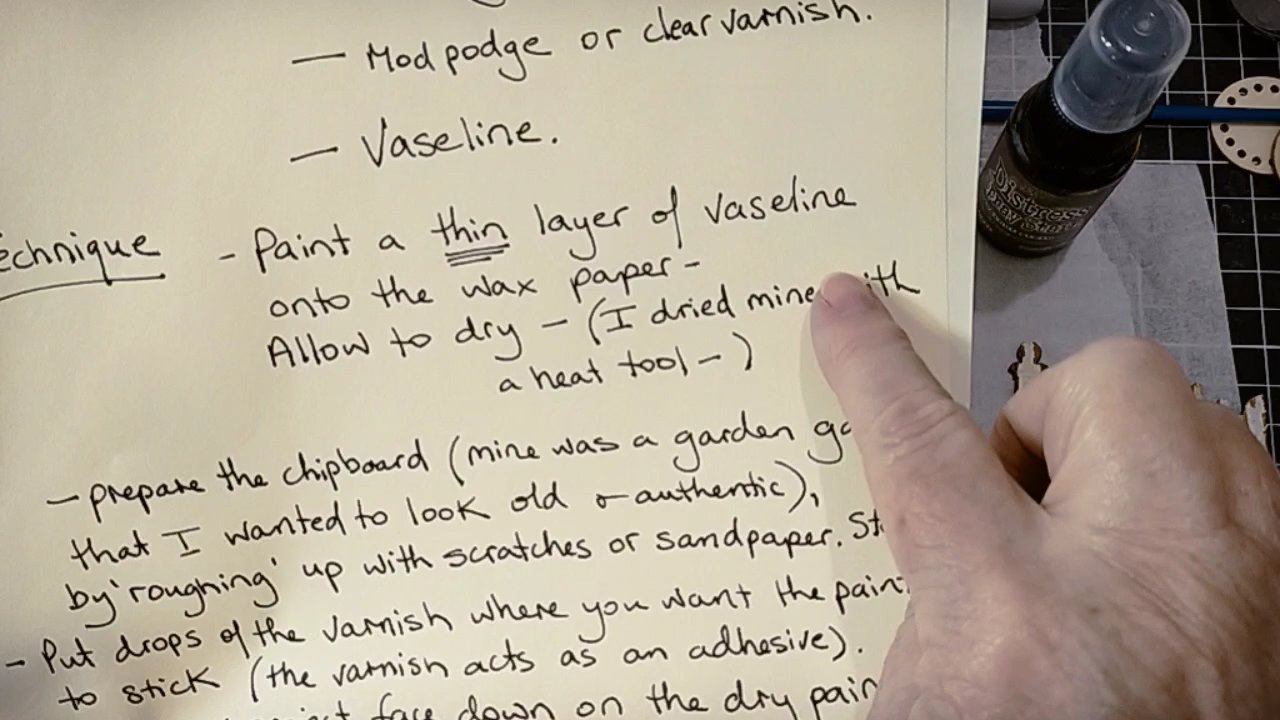 — Mod podge or clear varnish.
— Vaseline.
echnique
- Paint a thin layer of vaseline
onto the wax paper -
Allow to dry - (I dried mine with
a heat tool - )
- prepare the chipboard (mine was a garden ga
that I wanted to look old & authentic),
by 'roughing' up with scratches or sandpaper. St
- Put drops of the varnish where you want the paint
to stick (the varnish acts as an adhesive).
face down on the dry pain
Distress